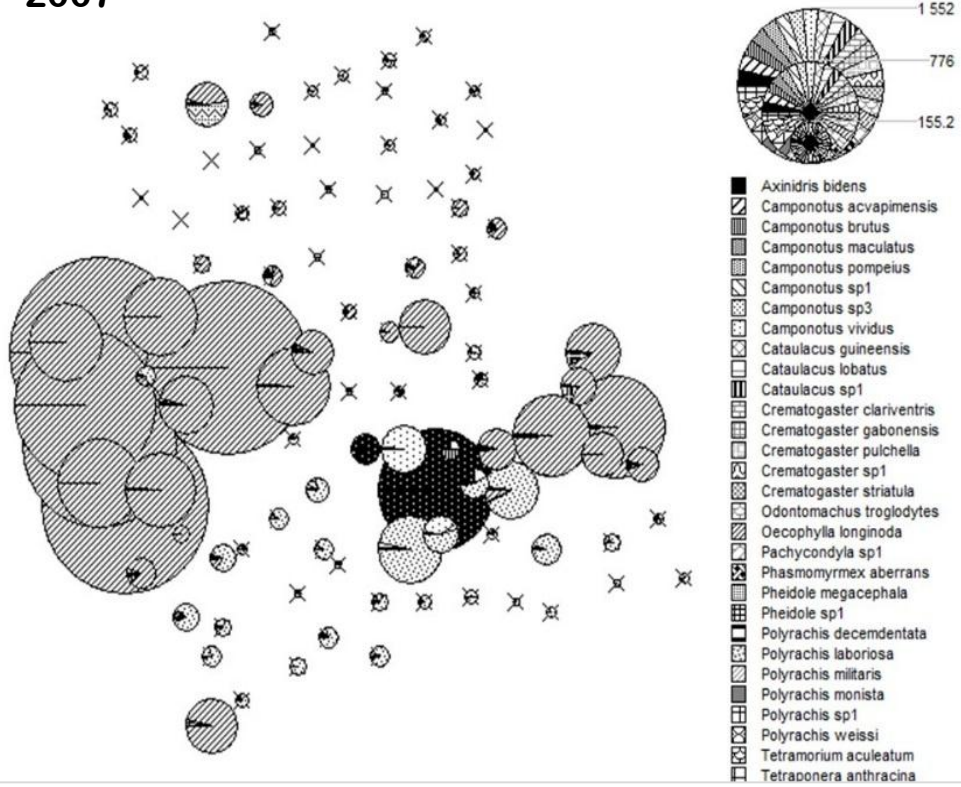 2007
1 552
776
155.2
Axinidris bidens
Camponotus acvapimensis
Camponotus brutus
Camponotus maculatus
Camponotus pompeius
Camponotus sp1
Camponotus sp3
Camponotus vividus
Cataulacus guineensis
Cataulacus lobatus
Cataulacus sp1
Crematogaster clariventris
Crematogaster gabonensis
Crematogaster pulchella
Crematogaster sp1
Crematogaster striatula
Odontomachus troglodytes
Oecophylla longinoda
Pachycondyla sp1
Phasmomyrmex aberrans
Pheidole megacephala
Pheidole sp1
Polyrachis decemdentata
Polyrachis laboriosa
Polyrachis militaris
Polyrachis monista
Polyrachis sp1
Polyrachis weissi
Tetramorium aculeatum
Tetraponera anthracina